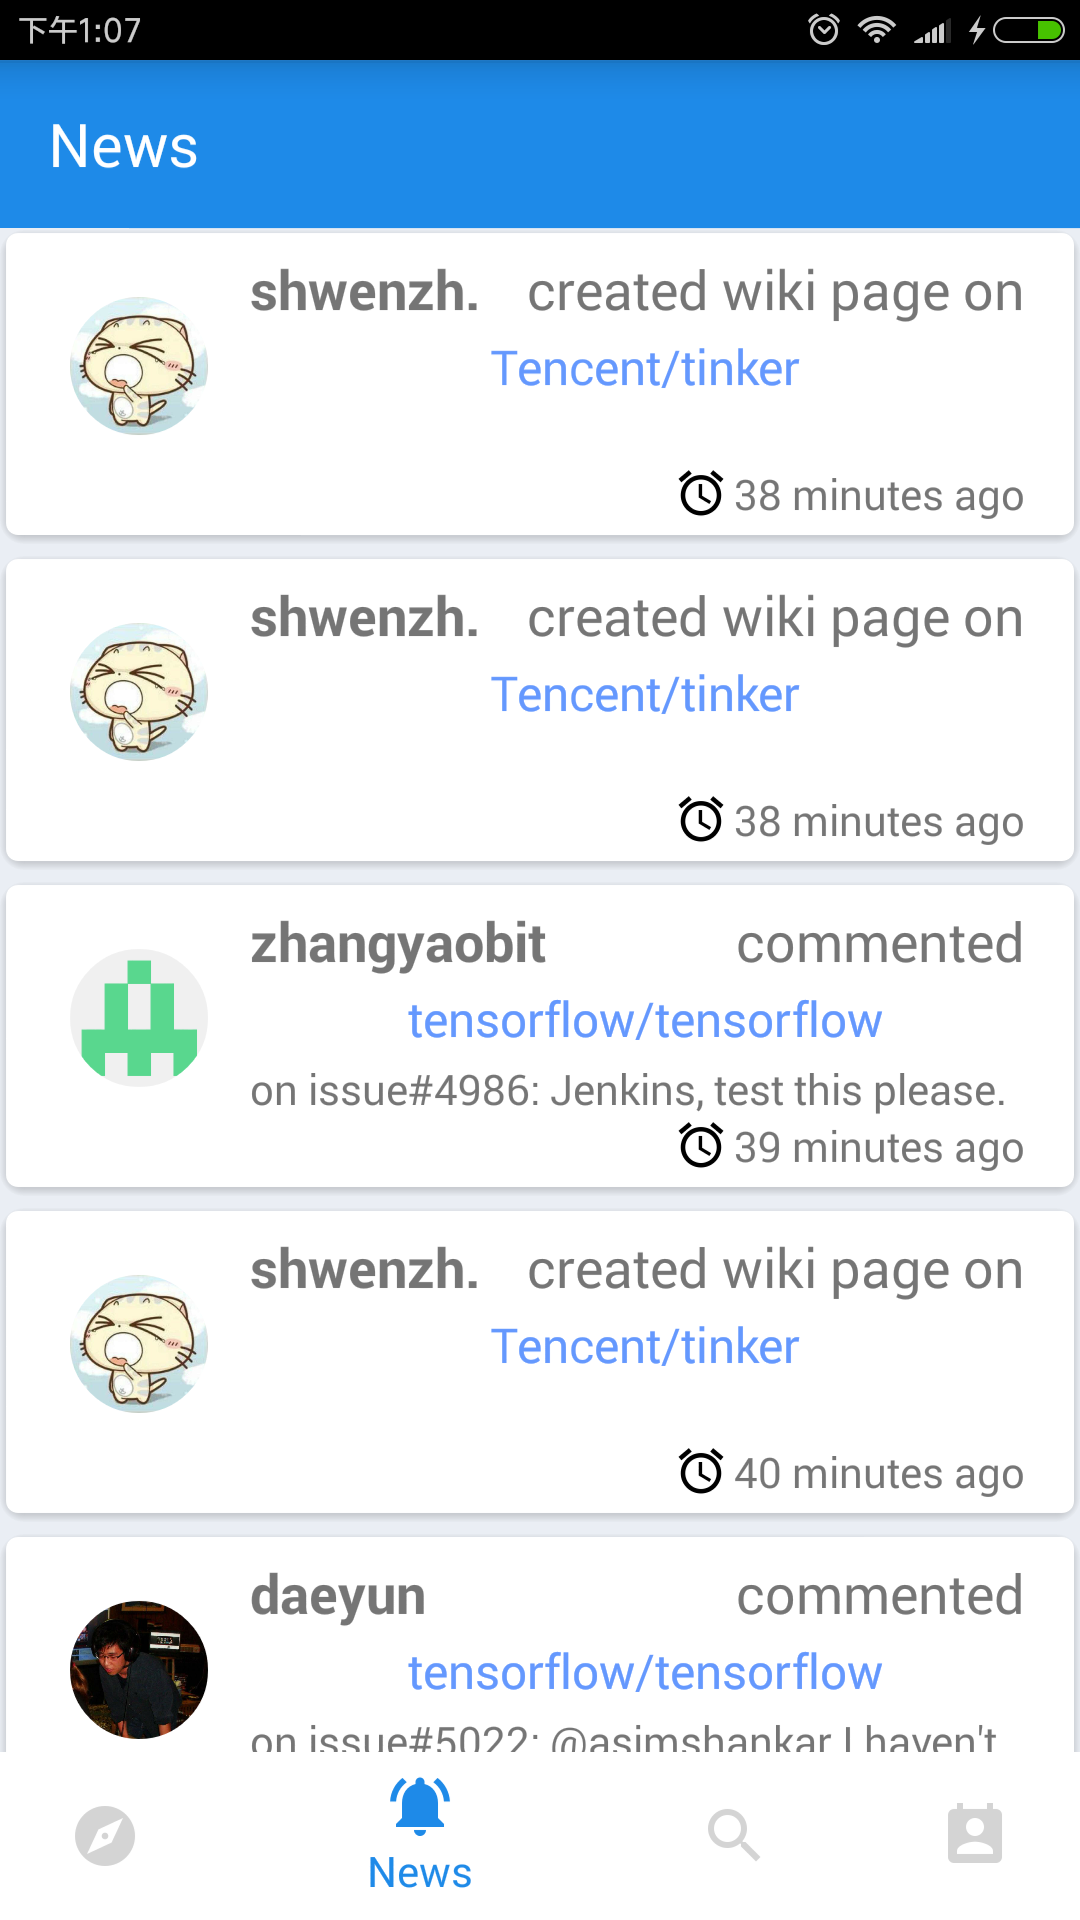 下午1:07
News
shwenzh. created wiki page on
Tencent/tinker
38 minutes ago
shwenzh. created wiki page on
Tencent/tinker
38 minutes ago
zhangyaobit commented
tensorflow/tensorflow
on issue#4986: Jenkins, test this please.
39 minutes ago
shwenzh. created wiki page on
Tencent/tinker
40 minutes ago
daeyun commented
tensorflow/tensorflow
on issue#5022: @asimshankar I haven't
News